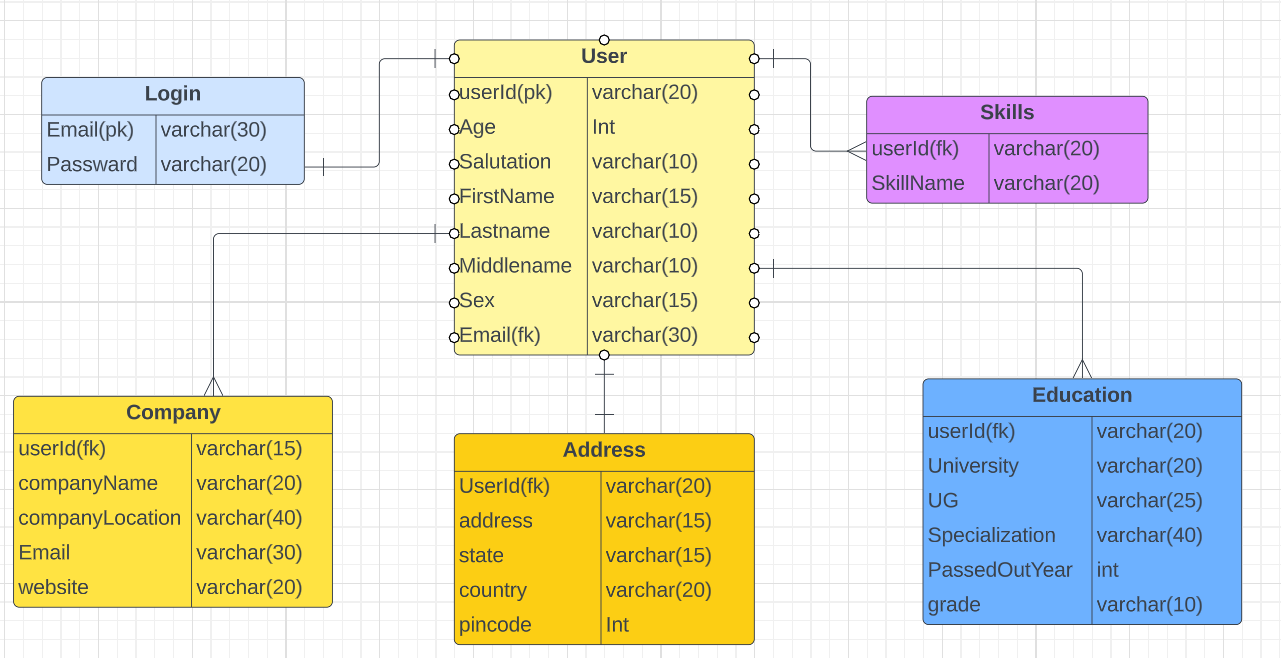 User
userId(pk) varchar(20)
Age Int
Salutation varchar(10)
FirstName varchar(15)
Lastname varchar(10)
Middlename varchar(10)
Sex varchar(15)
Email(fk) varchar(30)
Login
Email(pk) varchar(30)
Passward varchar(20)
Skills
userId(fk) varchar(20)
SkillName varchar(20)
Company
userId(fk) varchar(15)
companyName varchar(20)
companyLocation varchar(40)
Email varchar(30)
website varchar(20)
Address
UserId(fk) varchar(20)
address varchar(15)
state varchar(15)
country varchar(20)
pincode Int
Education
userId(fk) varchar(20)
University varchar(20)
UG varchar(25)
Specialization varchar(40)
PassedOutYear int
grade varchar(10)